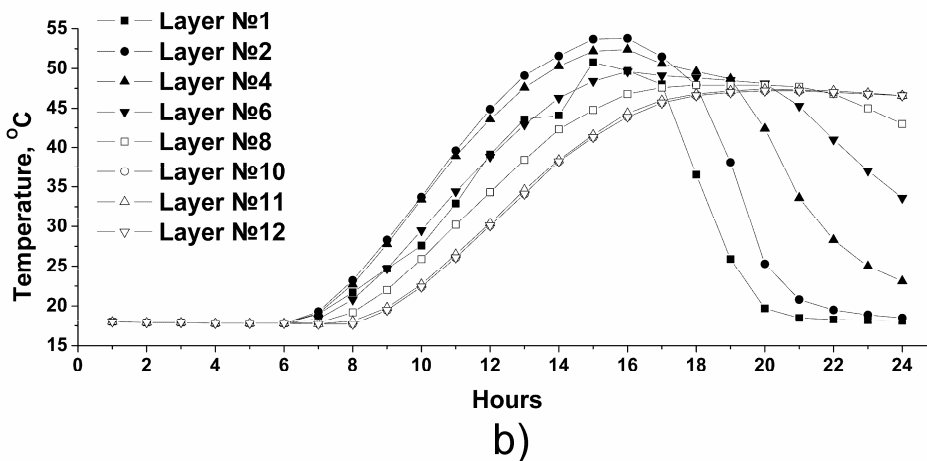 Layer №1
Layer №2
Layer №4
Layer №6
Layer №8
Layer №10
Layer №11
Layer №12
Temperature, °C
55
50
45
40
35
30
25
20
15
0 2 4 6 8 10 12 14 16 18 20 22 24
Hours
b)